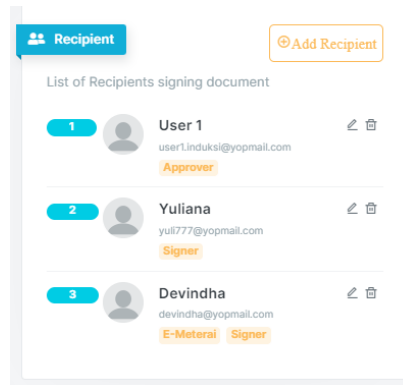 Recipient
Add Recipient
List of Recipients signing document
1
User 1
user1.induksi@yopmail.com
Approver
2
Yuliana
yuli777@yopmail.com
Signer
3
Devindha
devindha@yopmail.com
E-Meterai Signer